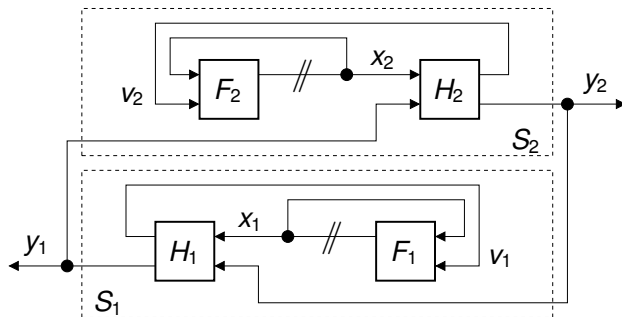 x₂
y₂
F₂
H₂
v₂
S₂
x₁
y₁
H₁
F₁
v₁
S₁